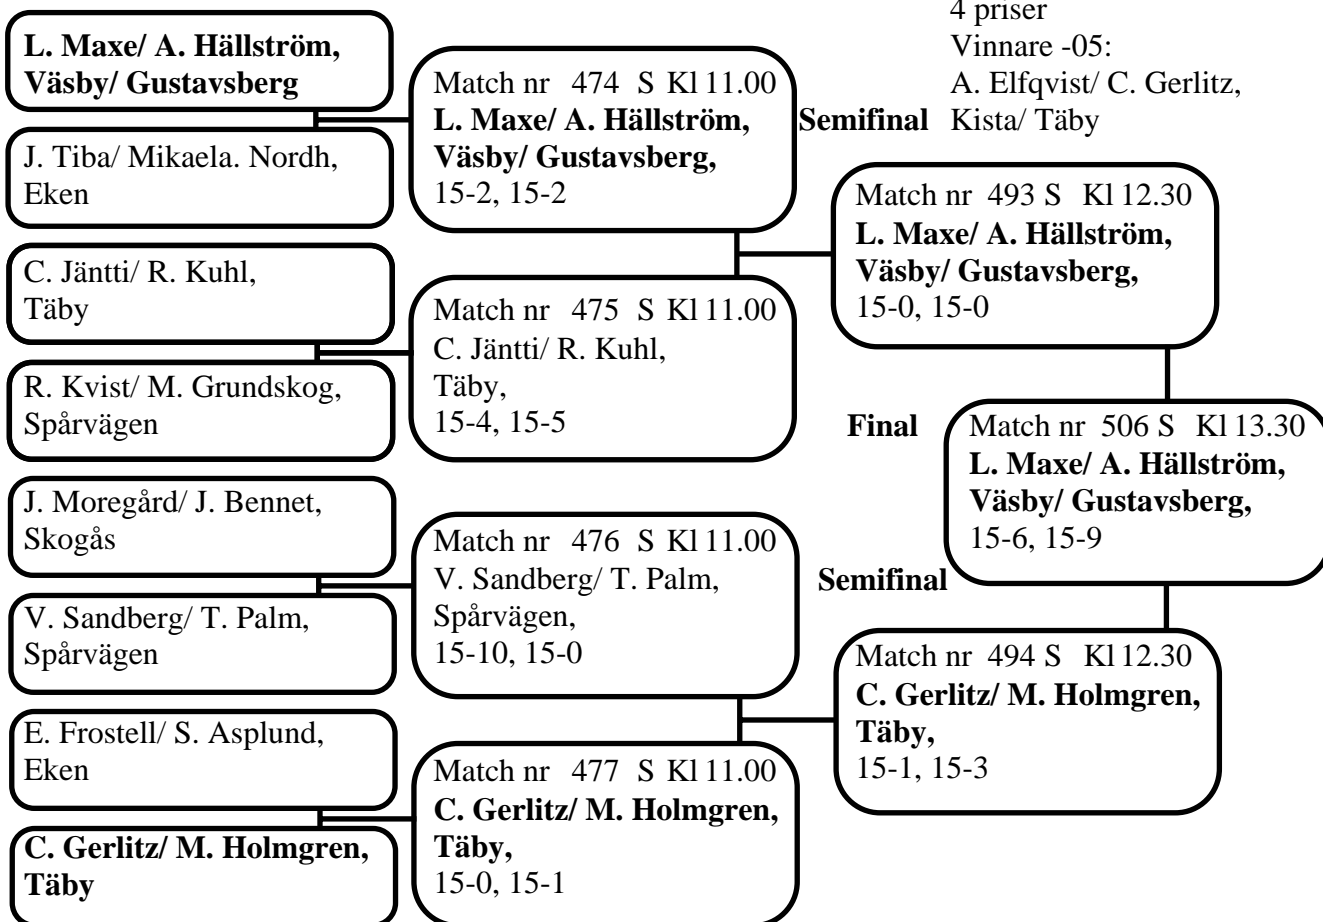 4 priser
Vinnare -05:
A. Elfqvist/ C. Gerlitz,
Kista/ Täby
L. Maxe/ A. Hällström,
Väsby/ Gustavsberg
J. Tiba/ Mikaela. Nordh,
Eken
C. Jäntti/ R. Kuhl,
Täby
R. Kvist/ M. Grundskog,
Spårvägen
J. Moregård/ J. Bennet,
Skogås
V. Sandberg/ T. Palm,
Spårvägen
E. Frostell/ S. Asplund,
Eken
C. Gerlitz/ M. Holmgren,
Täby
Match nr 474 S Kl 11.00
L. Maxe/ A. Hällström,
Väsby/ Gustavsberg,
15-2, 15-2
Match nr 475 S Kl 11.00
C. Jäntti/ R. Kuhl,
Täby,
15-4, 15-5
Match nr 476 S Kl 11.00
V. Sandberg/ T. Palm,
Spårvägen,
15-10, 15-0
Match nr 477 S Kl 11.00
C. Gerlitz/ M. Holmgren,
Täby,
15-0, 15-1
Semifinal
Match nr 493 S Kl 12.30
L. Maxe/ A. Hällström,
Väsby/ Gustavsberg,
15-0, 15-0
Semifinal
Match nr 494 S Kl 12.30
C. Gerlitz/ M. Holmgren,
Täby,
15-1, 15-3
Final
Match nr 506 S Kl 13.30
L. Maxe/ A. Hällström,
Väsby/ Gustavsberg,
15-6, 15-9